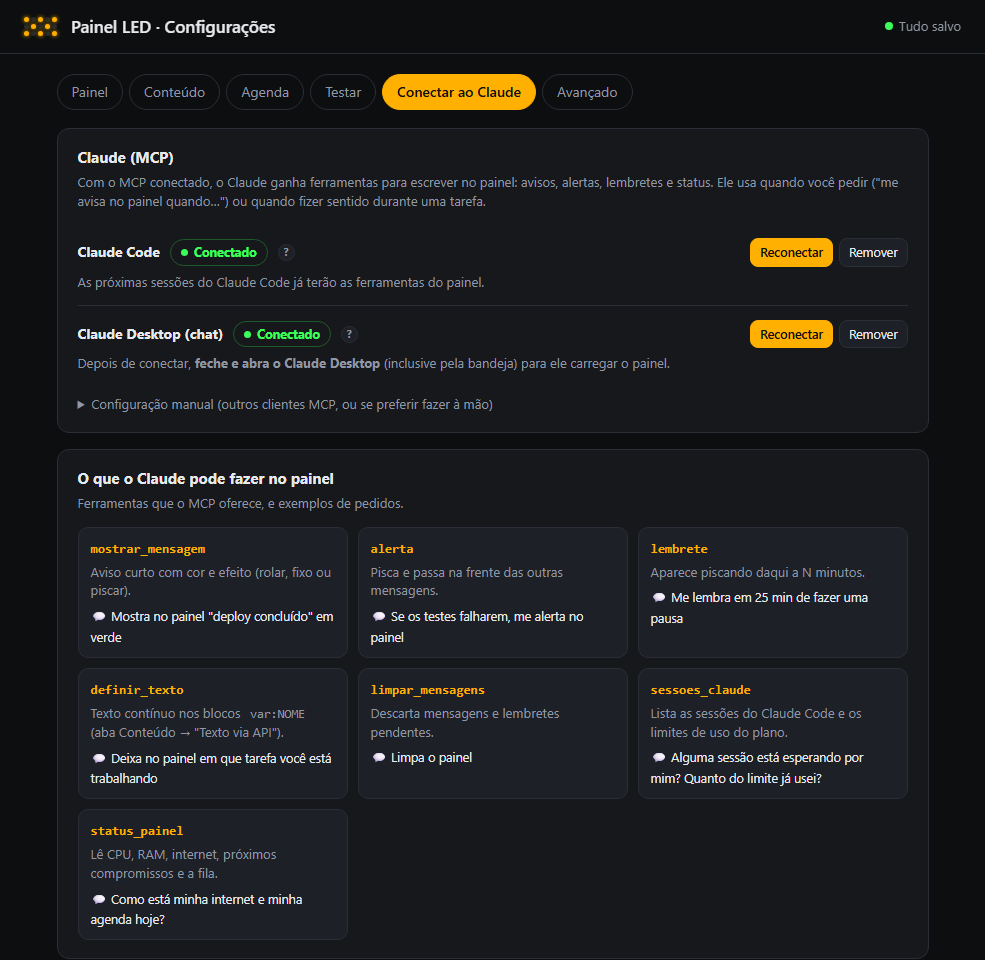 Painel LED · Configurações
Tudo salvo
Painel
Conteúdo
Agenda
Testar
Conectar ao Claude
Avançado
Claude (MCP)
Com o MCP conectado, o Claude ganha ferramentas para escrever no painel: avisos, alertas, lembretes e status. Ele usa quando você pedir ("me
avisa no painel quando...") ou quando fizer sentido durante uma tarefa.
Claude Code
Conectado
?
Reconectar
Remover
As próximas sessões do Claude Code já terão as ferramentas do painel.
Claude Desktop (chat)
Conectado
?
Reconectar
Remover
Depois de conectar, feche e abra o Claude Desktop (inclusive pela bandeja) para ele carregar o painel.
Configuração manual (outros clientes MCP, ou se preferir fazer à mão)
O que o Claude pode fazer no painel
Ferramentas que o MCP oferece, e exemplos de pedidos.
mostrar_mensagem
Aviso curto com cor e efeito (rolar, fixo ou
piscar).
Mostra no painel "deploy concluído" em
verde
alerta
Pisca e passa na frente das outras
mensagens.
Se os testes falharem, me alerta no
painel
lembrete
Aparece piscando daqui a N minutos.
Me lembra em 25 min de fazer uma
pausa
definir_texto
Texto contínuo nos blocos var:NOME
(aba Conteúdo → "Texto via API").
Deixa no painel em que tarefa você está
trabalhando
limpar_mensagens
Descarta mensagens e lembretes
pendentes.
Limpa o painel
sessoes_claude
Lista as sessões do Claude Code e os
limites de uso do plano.
Alguma sessão está esperando por
mim? Quanto do limite já usei?
status_painel
Lê CPU, RAM, internet, próximos
compromissos e a fila.
Como está minha internet e minha
agenda hoje?